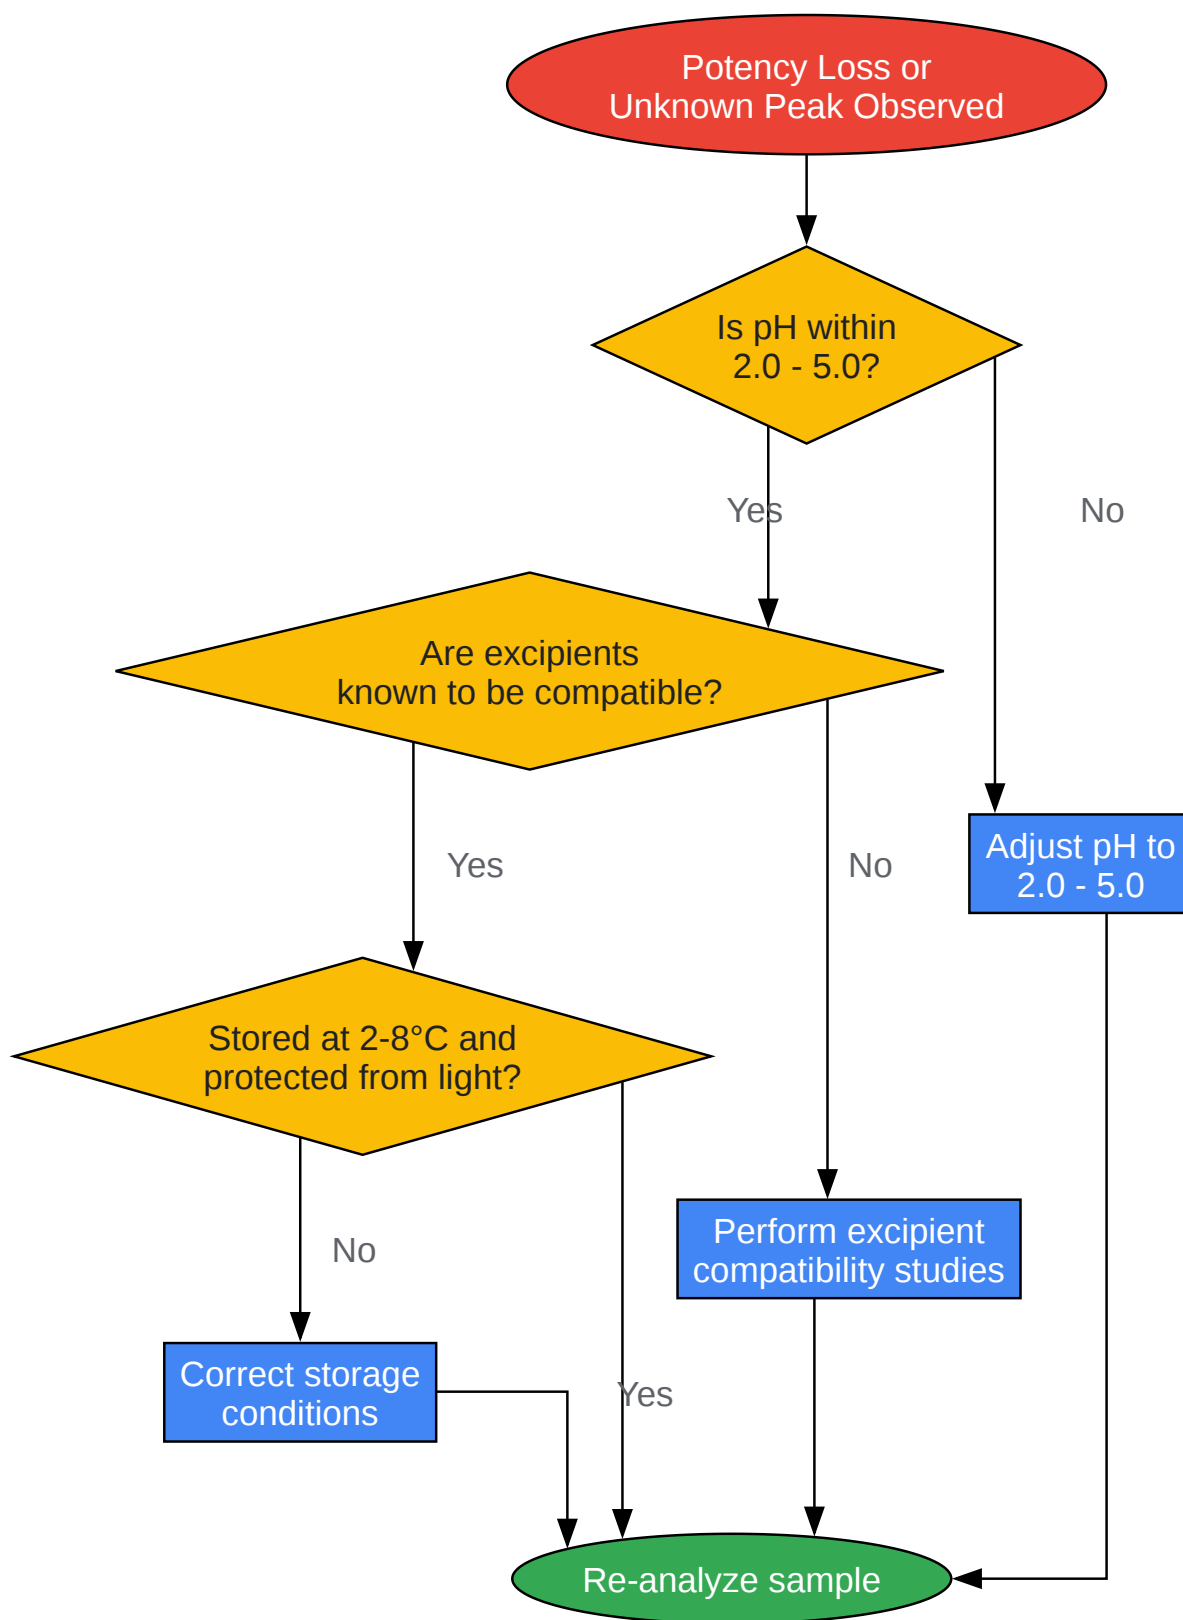 Potency Loss or
Unknown Peak Observed
Is pH within
2.0 - 5.0?
Yes
No
Are excipients
known to be compatible?
Adjust pH to
2.0 - 5.0
Yes
No
Stored at 2-8°C and
protected from light?
Perform excipient
compatibility studies
No
Correct storage
conditions
Yes
Re-analyze sample